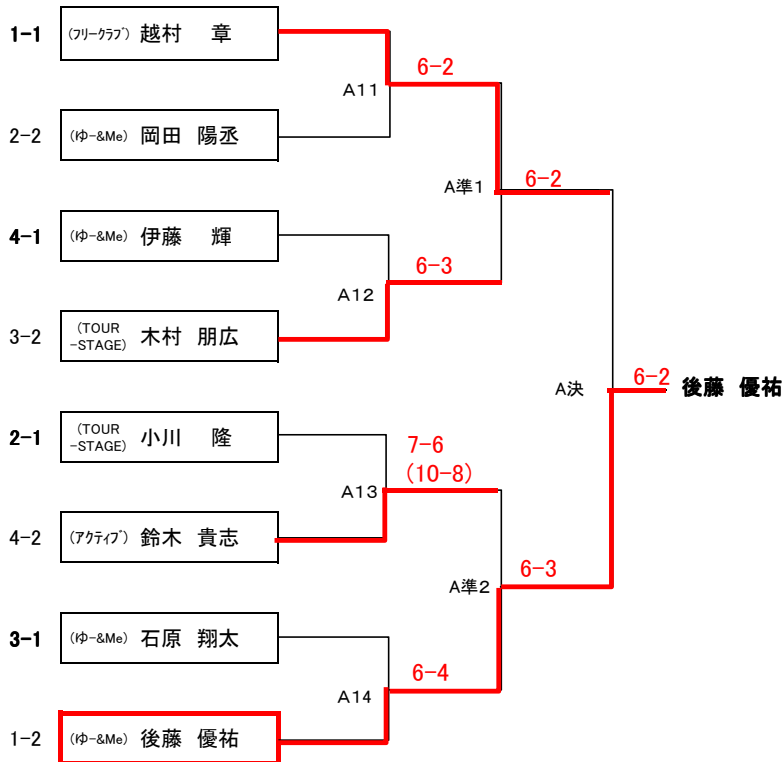 1-1 (フリークラブ) 越村 章
6-2
A11
2-2 (ゆー&Me) 岡田 陽丞
A準1
6-2
4-1 (ゆー&Me) 伊藤 輝
6-3
A12
3-2 (TOUR
-STAGE) 木村 朋広
A決
6-2 後藤 優祐
2-1 (TOUR
-STAGE) 小川 隆
7-6
(10-8)
A13
4-2 (アクティブ) 鈴木 貴志
A準2
6-3
3-1 (ゆー&Me) 石原 翔太
6-4
A14
1-2 (ゆー&Me) 後藤 優祐